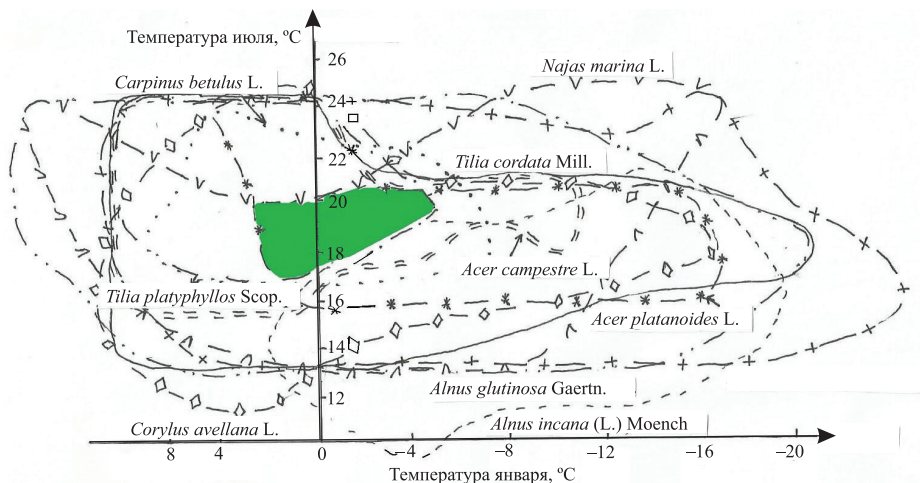 Температура июля, ºС
26
Najas marina L.
Carpinus betulus L.
24
22
Tilia cordata Mill.
20
18
Acer campestre L.
Tilia platyphyllos Scop.
16
Acer platanoides L.
14
Alnus glutinosa Gaertn.
12
Corylus avellana L.
Alnus incana (L.) Moench
8 4 0 –4 –8 –12 –16 –20
Температура января, ºС